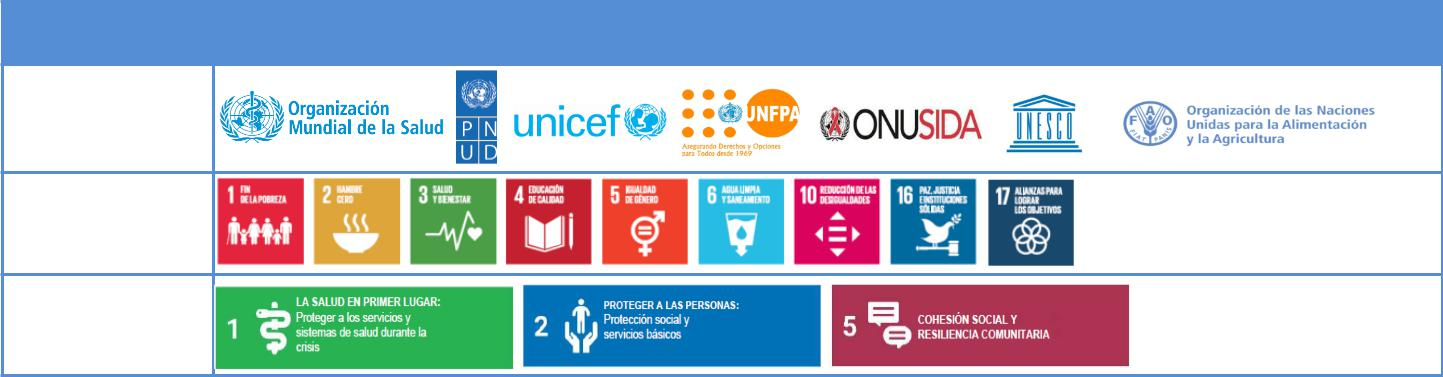 Organización
Mundial de la Salud
P N
U D
unicef
UNFPA
Asegurando Derechos y Opciones
para Todos desde 1969
ONUSIDA
UNESCO
F A O
FIAT PANIS
Organización de las Naciones
Unidas para la Alimentación
y la Agricultura
1 FIN
DE LA POBREZA
2 HAMBRE
CERO
3 SALUD
Y BIENESTAR
4 EDUCACIÓN
DE CALIDAD
5 IGUALDAD
DE GÉNERO
6 AGUA LIMPIA
Y SANEAMIENTO
10 REDUCCIÓN DE LAS
DESIGUALDADES
16 PAZ, JUSTICIA
E INSTITUCIONES
SÓLIDAS
17 ALIANZAS PARA
LOGRAR
LOS OBJETIVOS
1
LA SALUD EN PRIMER LUGAR:
Proteger a los servicios y
sistemas de salud durante la
crisis
2
PROTEGER A LAS PERSONAS:
Protección social y
servicios básicos
5
COHESIÓN SOCIAL Y
RESILIENCIA COMUNITARIA